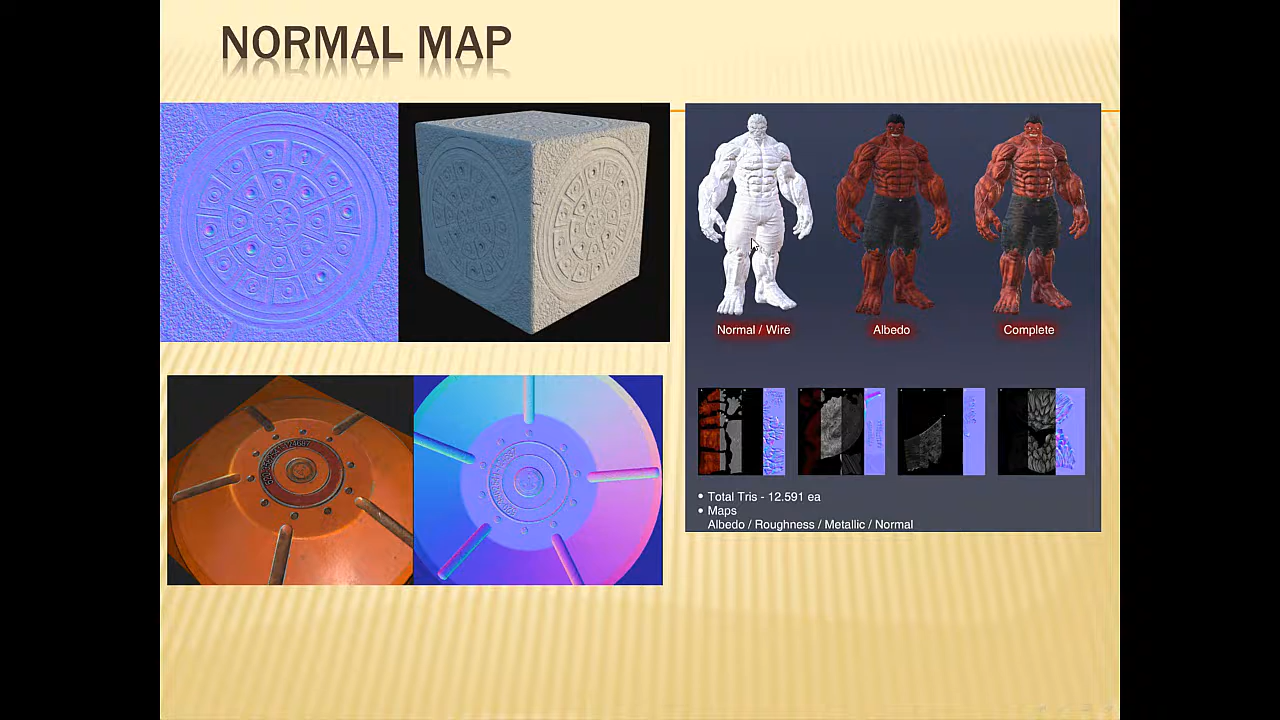 NORMAL MAP
Normal / Wire
Albedo
Complete
• Total Tris - 12.591 ea
• Maps
Albedo / Roughness / Metallic / Normal